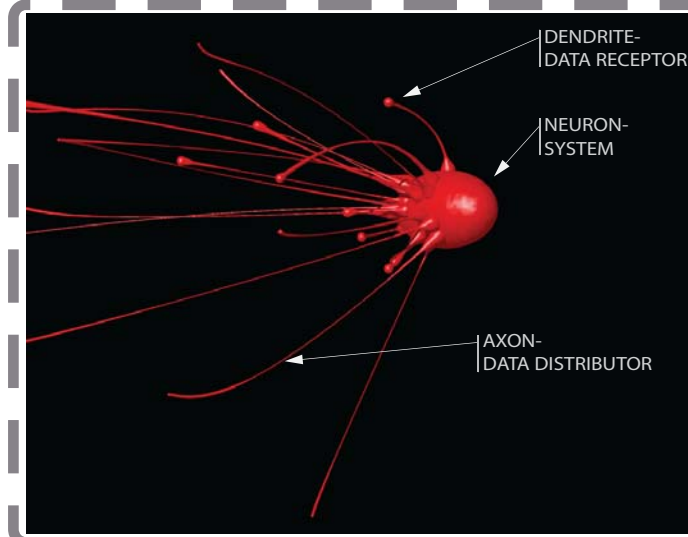 DENDRITE-
DATA RECEPTOR
NEURON-
SYSTEM
AXON-
DATA DISTRIBUTOR